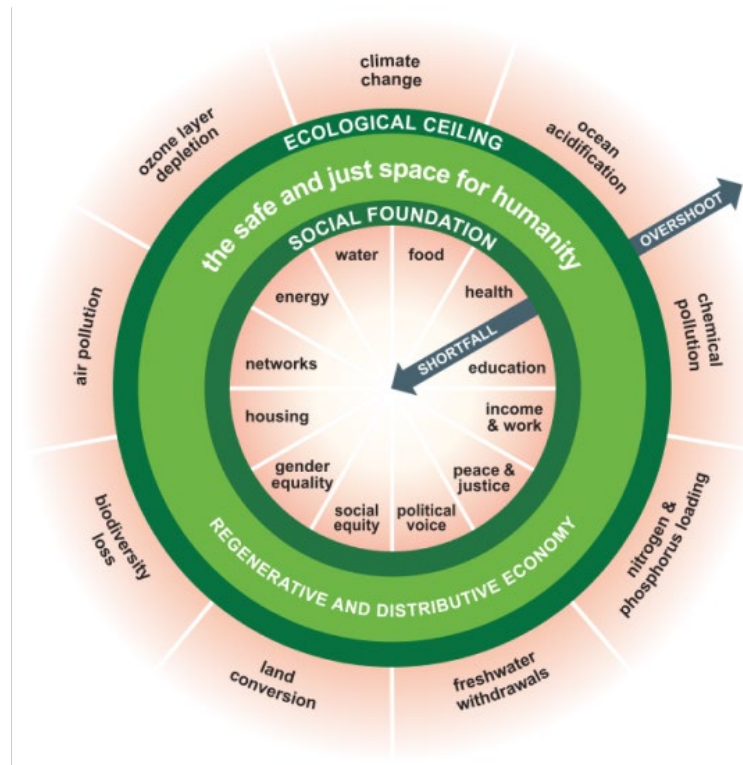 climate
change
ocean
acidification
chemical
pollution
nitrogen &
phosphorus loading
freshwater
withdrawals
land
conversion
biodiversity
loss
air pollution
ozone layer
depletion
ECOLOGICAL CEILING
the safe and just space for humanity
SOCIAL FOUNDATION
OVERSHOOT
SHORTFALL
water
food
health
education
income
& work
peace &
justice
political
voice
social
equity
gender
equality
housing
networks
energy
REGENERATIVE AND DISTRIBUTIVE ECONOMY